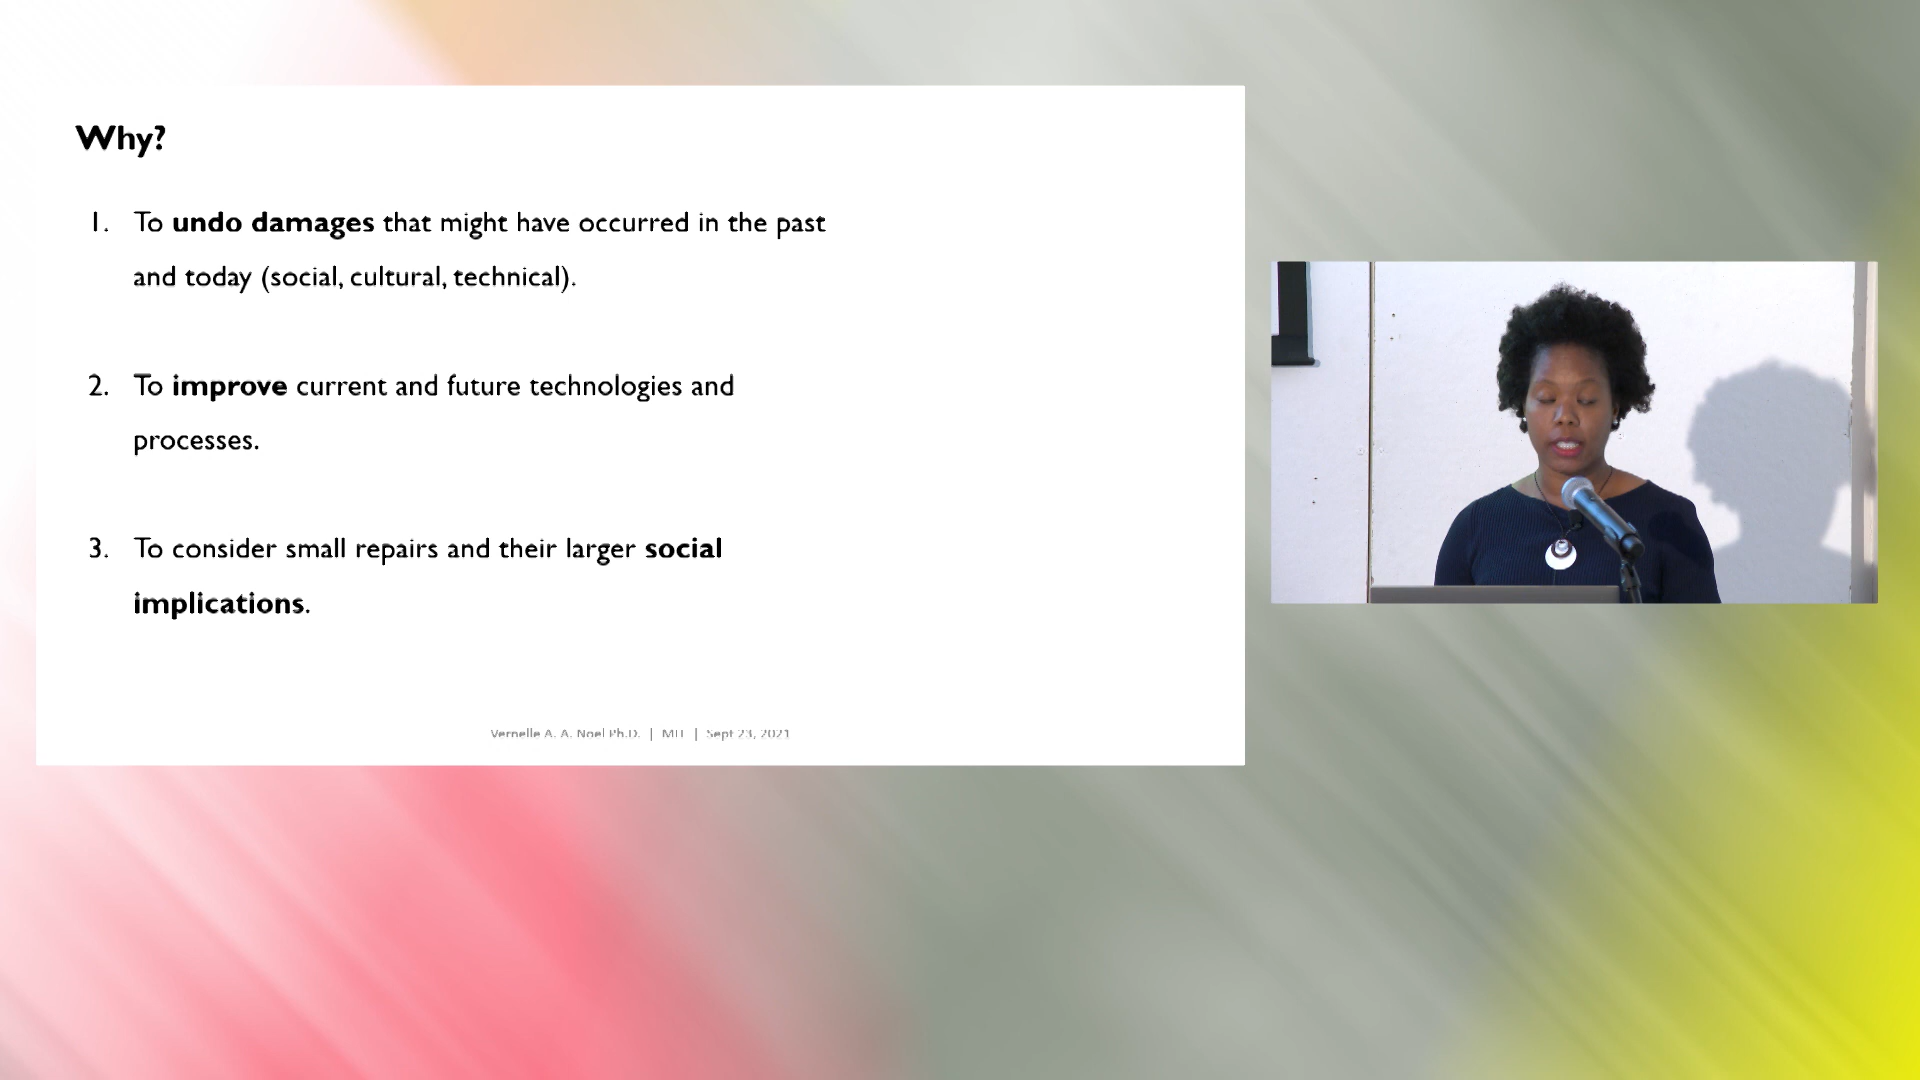 Why?
1. To undo damages that might have occurred in the past
and today (social, cultural, technical).
2. To improve current and future technologies and
processes.
3. To consider small repairs and their larger social
implications.
Vernelle A. A. Noel Ph.D. | MIT | Sept 23, 2021